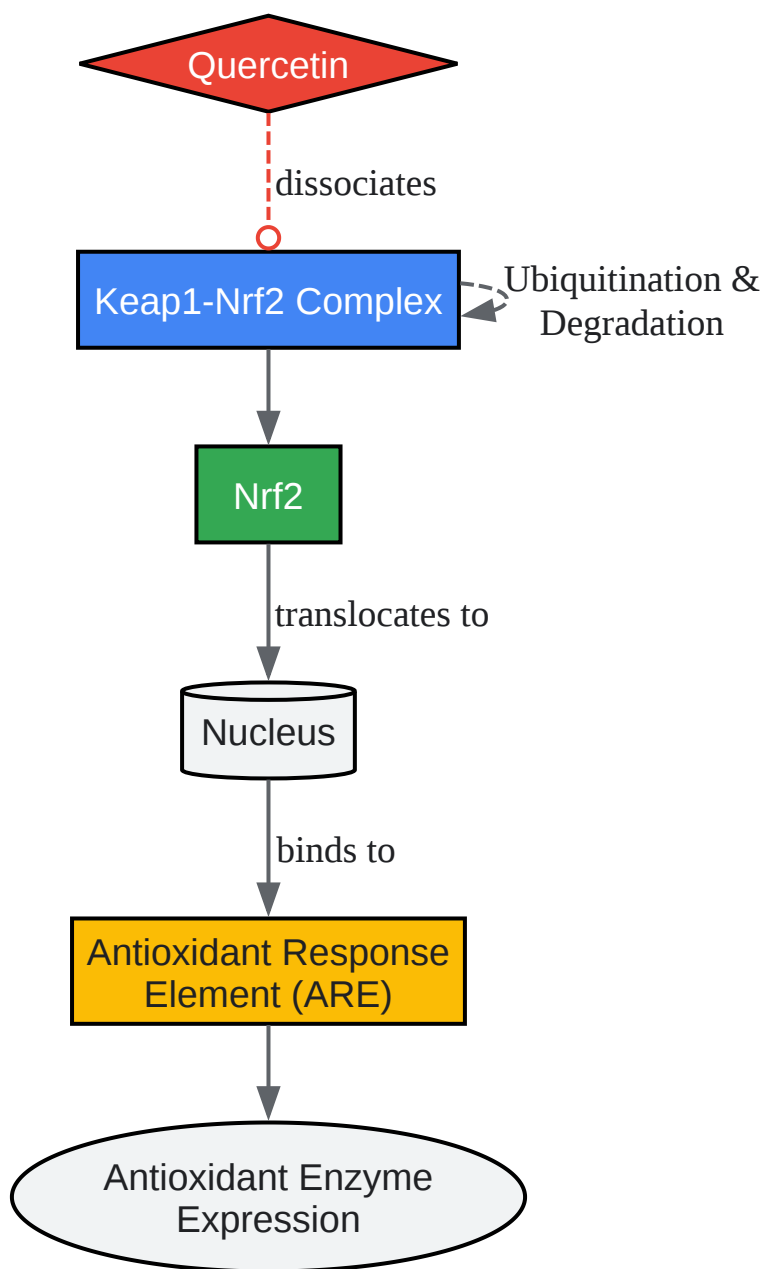 Quercetin
dissociates
Keap1-Nrf2 Complex
Ubiquitination &
Degradation
Nrf2
translocates to
Nucleus
binds to
Antioxidant Response
Element (ARE)
Antioxidant Enzyme
Expression